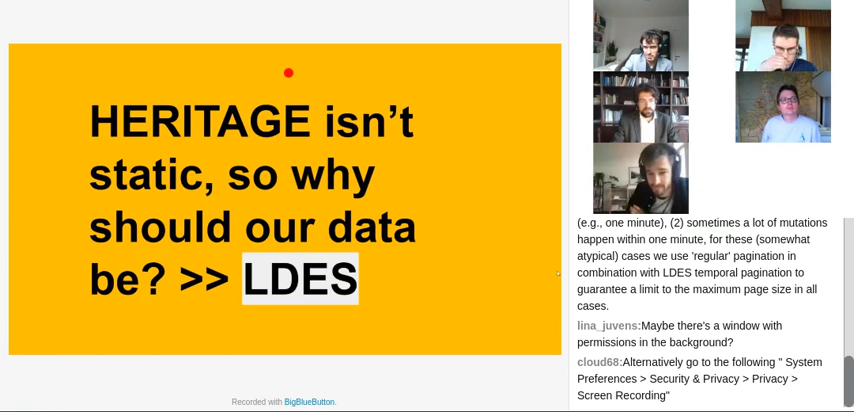 HERITAGE isn’t
static, so why
should our data
be? >> LDES
Recorded with BigBlueButton.
(e.g., one minute), (2) sometimes a lot of mutations
happen within one minute, for these (somewhat
atypical) cases we use 'regular' pagination in
combination with LDES temporal pagination to
guarantee a limit to the maximum page size in all
cases.
lina_juvens:Maybe there's a window with
permissions in the background?
cloud68:Alternatively go to the following " System
Preferences > Security & Privacy > Privacy >
Screen Recording"